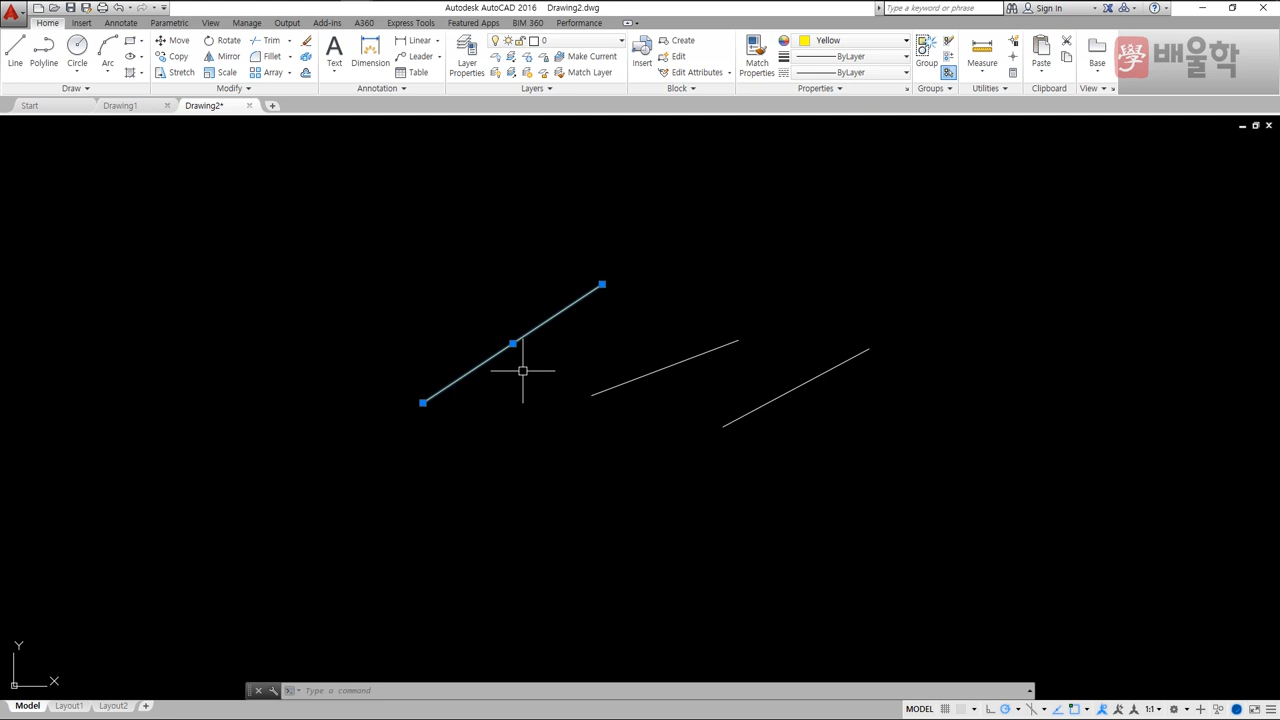 Autodesk AutoCAD 2016 Drawing2.dwg
Type a keyword or phrase
Sign In
Home Insert Annotate Parametric View Manage Output Add-ins A360 Express Tools Featured Apps BIM 360 Performance
Line Polyline Circle Arc
Move Rotate Trim
Copy Mirror Fillet
Stretch Scale Array
Text Dimension
Linear
Leader
Table
Layer Properties
0
Make Current
Match Layer
Insert
Create
Edit
Edit Attributes
Match Properties
Yellow
ByLayer
ByLayer
Group
Measure
Paste
Base
學 배울학
Draw Modify Annotation Layers Block Properties Groups Utilities Clipboard View
Start Drawing1 Drawing2*
Y
X
Type a command
Model Layout1 Layout2
MODEL 1:1